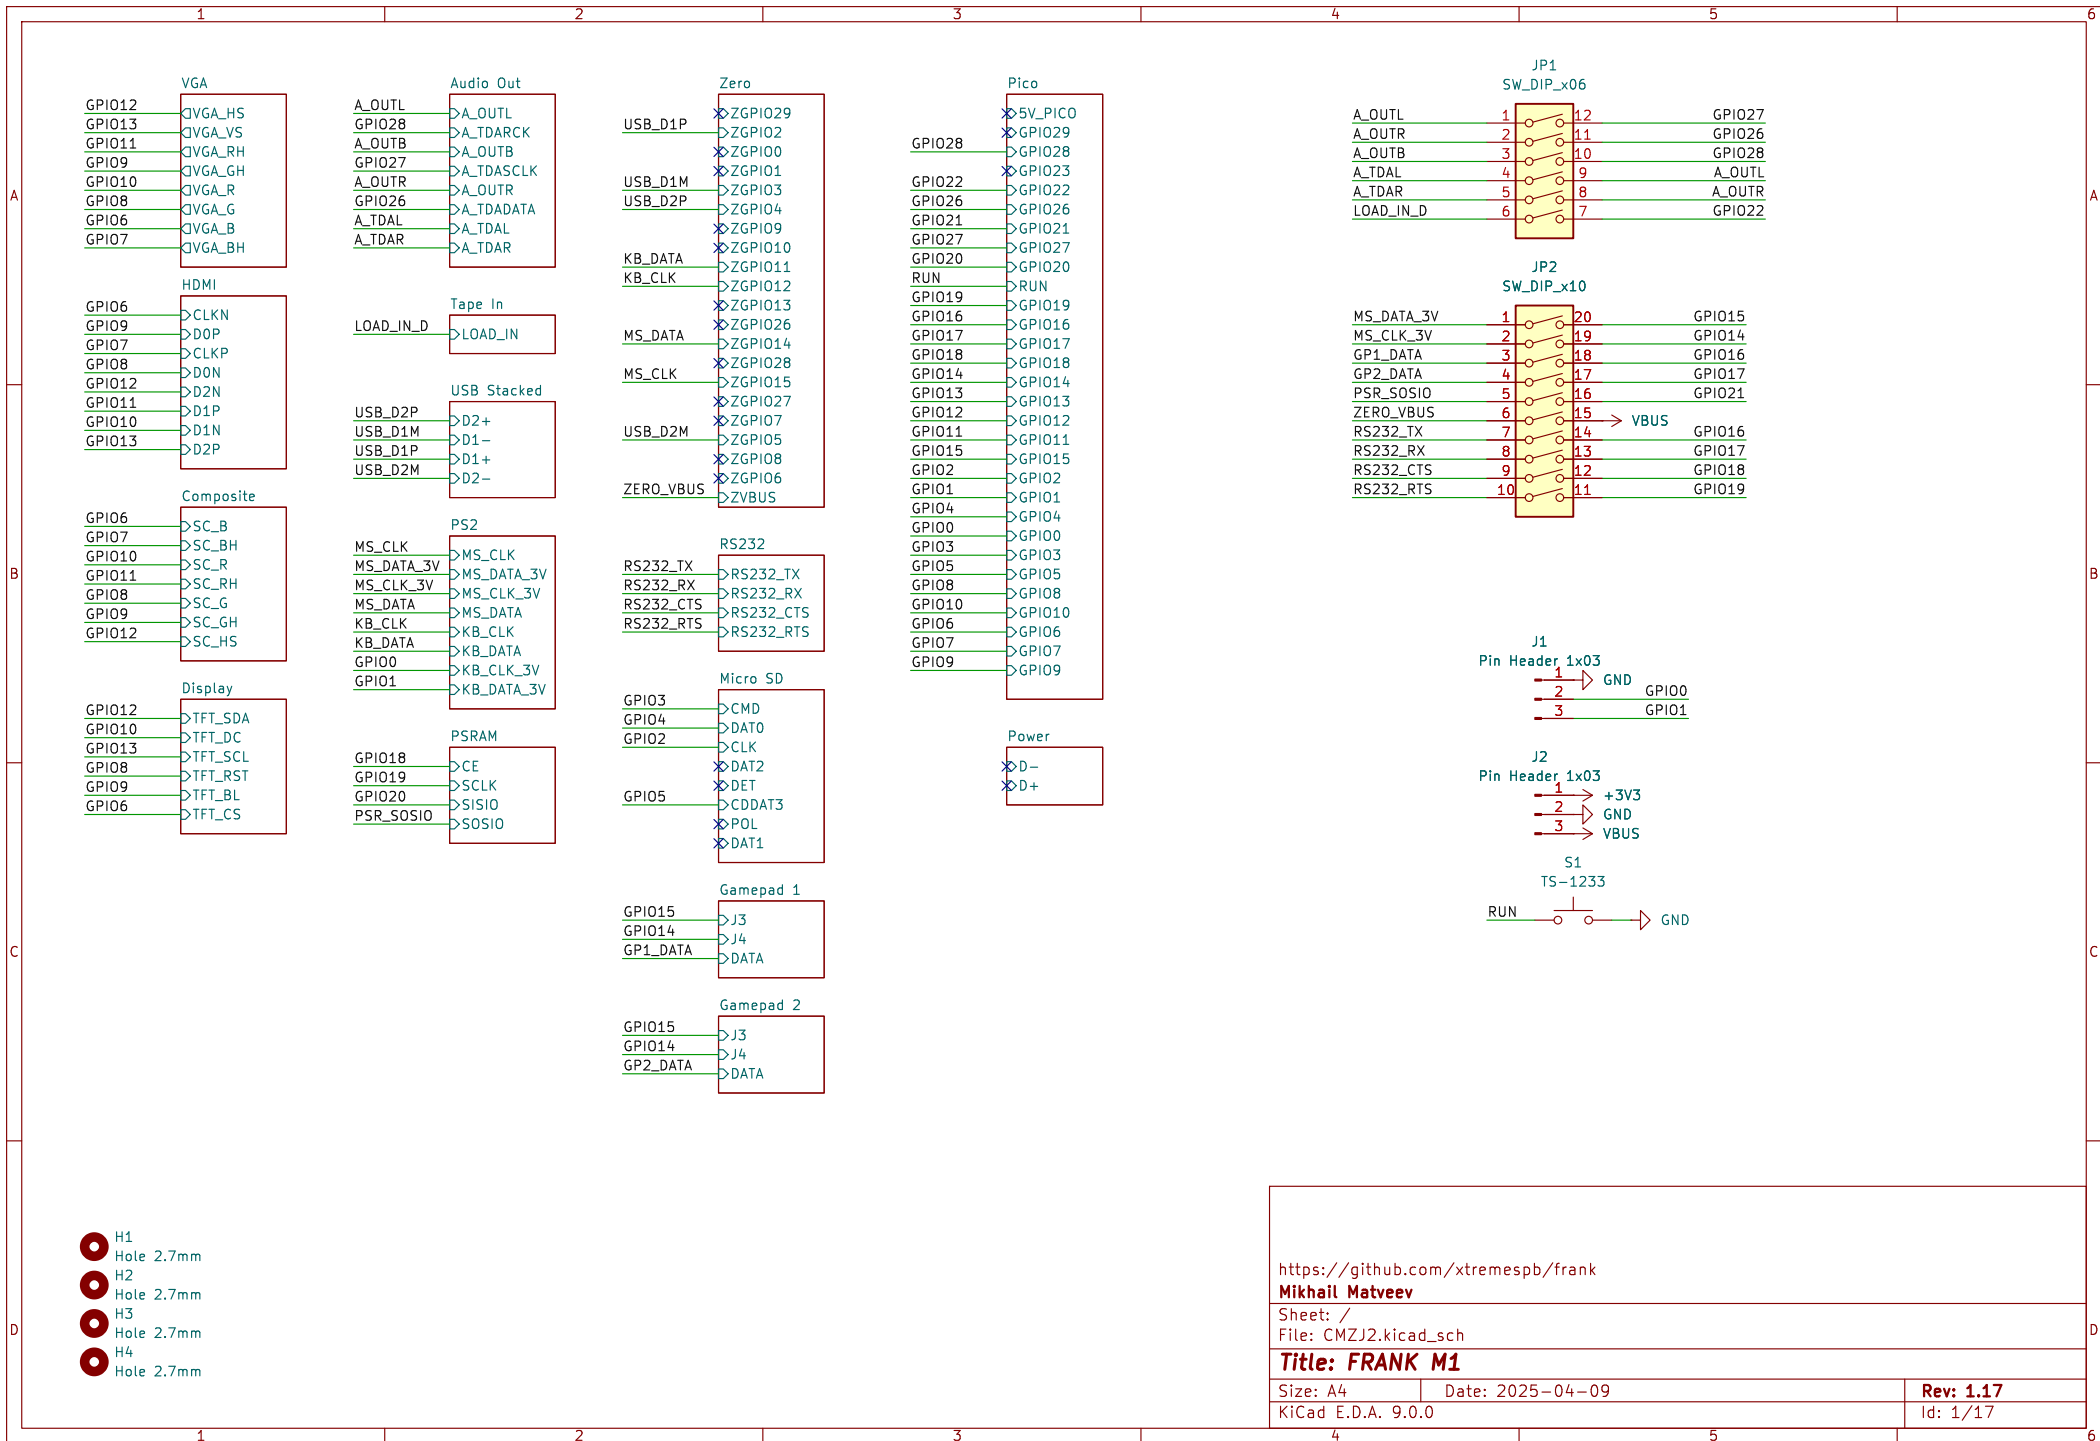 1 2 3 4 5 6
A
B
C
D
A
B
C
D
1 2 3 4 5 6
VGA
GPIO12 VGA_HS
GPIO13 VGA_VS
GPIO11 VGA_RH
GPIO9 VGA_GH
GPIO10 VGA_R
GPIO8 VGA_G
GPIO6 VGA_B
GPIO7 VGA_BH
HDMI
GPIO6 CLKN
GPIO9 D0P
GPIO7 CLKP
GPIO8 D0N
GPIO12 D2N
GPIO11 D1P
GPIO10 D1N
GPIO13 D2P
Composite
GPIO6 SC_B
GPIO7 SC_BH
GPIO10 SC_R
GPIO11 SC_RH
GPIO8 SC_G
GPIO9 SC_GH
GPIO12 SC_HS
Display
GPIO12 TFT_SDA
GPIO10 TFT_DC
GPIO13 TFT_SCL
GPIO8 TFT_RST
GPIO9 TFT_BL
GPIO6 TFT_CS
Audio Out
A_OUTL A_OUTL
GPIO28 A_TDARCK
A_OUTB A_OUTB
GPIO27 A_TDASCLK
A_OUTR A_OUTR
GPIO26 A_TDADATA
A_TDAL A_TDAL
A_TDAR A_TDAR
Tape In
LOAD_IN_D LOAD_IN
USB Stacked
USB_D2P D2+
USB_D1M D1-
USB_D1P D1+
USB_D2M D2-
PS2
MS_CLK MS_CLK
MS_DATA_3V MS_DATA_3V
MS_CLK_3V MS_CLK_3V
MS_DATA MS_DATA
KB_CLK KB_CLK
KB_DATA KB_DATA
GPIO0 KB_CLK_3V
GPIO1 KB_DATA_3V
PSRAM
GPIO18 CE
GPIO19 SCLK
GPIO20 SISIO
PSR_SOSIO SOSIO
Zero
ZGPIO29
USB_D1P ZGPIO2
ZGPIO0
ZGPIO1
USB_D1M ZGPIO3
USB_D2P ZGPIO4
ZGPIO9
ZGPIO10
KB_DATA ZGPIO11
KB_CLK ZGPIO12
ZGPIO13
ZGPIO26
MS_DATA ZGPIO14
ZGPIO28
MS_CLK ZGPIO15
ZGPIO27
ZGPIO7
USB_D2M ZGPIO5
ZGPIO8
ZGPIO6
ZERO_VBUS ZVBUS
RS232
RS232_TX RS232_TX
RS232_RX RS232_RX
RS232_CTS RS232_CTS
RS232_RTS RS232_RTS
Micro SD
GPIO3 CMD
GPIO4 DAT0
GPIO2 CLK
DAT2
DET
GPIO5 CDDAT3
POL
DAT1
Gamepad 1
GPIO15 J3
GPIO14 J4
GP1_DATA DATA
Gamepad 2
GPIO15 J3
GPIO14 J4
GP2_DATA DATA
Pico
5V_PICO
GPIO29
GPIO28 GPIO28
GPIO23
GPIO22 GPIO22
GPIO26 GPIO26
GPIO21 GPIO21
GPIO27 GPIO27
GPIO20 GPIO20
RUN RUN
GPIO19 GPIO19
GPIO16 GPIO16
GPIO17 GPIO17
GPIO18 GPIO18
GPIO14 GPIO14
GPIO13 GPIO13
GPIO12 GPIO12
GPIO11 GPIO11
GPIO15 GPIO15
GPIO2 GPIO2
GPIO1 GPIO1
GPIO4 GPIO4
GPIO0 GPIO0
GPIO3 GPIO3
GPIO5 GPIO5
GPIO8 GPIO8
GPIO10 GPIO10
GPIO6 GPIO6
GPIO7 GPIO7
GPIO9 GPIO9
Power
D-
D+
JP1
SW_DIP_x06
A_OUTL 1 12 GPIO27
A_OUTR 2 11 GPIO26
A_OUTB 3 10 GPIO28
A_TDAL 4 9 A_OUTL
A_TDAR 5 8 A_OUTR
LOAD_IN_D 6 7 GPIO22
JP2
SW_DIP_x10
MS_DATA_3V 1 20 GPIO15
MS_CLK_3V 2 19 GPIO14
GP1_DATA 3 18 GPIO16
GP2_DATA 4 17 GPIO17
PSR_SOSIO 5 16 GPIO21
ZERO_VBUS 6 15 VBUS
RS232_TX 7 14 GPIO16
RS232_RX 8 13 GPIO17
RS232_CTS 9 12 GPIO18
RS232_RTS 10 11 GPIO19
J1
Pin Header 1x03
1 GND
2 GPIO0
3 GPIO1
J2
Pin Header 1x03
1 +3V3
2 GND
3 VBUS
S1
TS-1233
RUN GND
H1
Hole 2.7mm
H2
Hole 2.7mm
H3
Hole 2.7mm
H4
Hole 2.7mm
https://github.com/xtremespb/frank
Mikhail Matveev
Sheet: /
File: CMZJ2.kicad_sch
Title: FRANK M1
Size: A4 Date: 2025-04-09 Rev: 1.17
KiCad E.D.A. 9.0.0 Id: 1/17